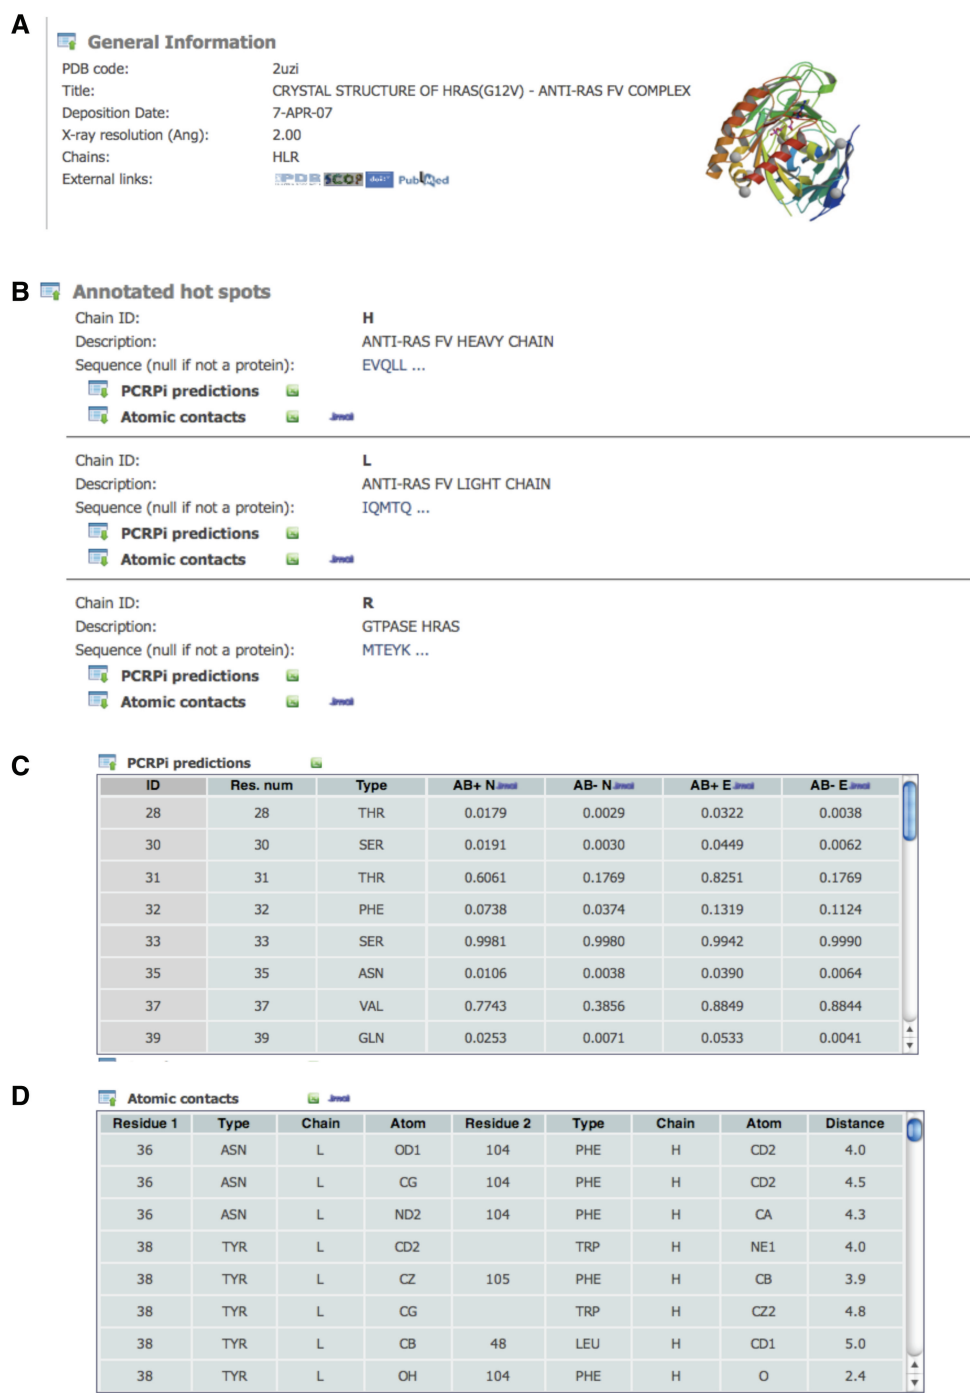 A
General Information
PDB code: 2uzi
Title: CRYSTAL STRUCTURE OF HRAS(G12V) - ANTI-RAS FV COMPLEX
Deposition Date: 7-APR-07
X-ray resolution (Ang): 2.00
Chains: HLR
External links: PDB SCOP doi PubMed
B
Annotated hot spots
Chain ID: H
Description: ANTI-RAS FV HEAVY CHAIN
Sequence (null if not a protein): EVQLL ...
PCRPi predictions
Atomic contacts Jmol
Chain ID: L
Description: ANTI-RAS FV LIGHT CHAIN
Sequence (null if not a protein): IQMTQ ...
PCRPi predictions
Atomic contacts Jmol
Chain ID: R
Description: GTPASE HRAS
Sequence (null if not a protein): MTEYK ...
PCRPi predictions
Atomic contacts Jmol
C
PCRPi predictions
ID Res. num Type AB+ N Jmol AB- N Jmol AB+ E Jmol AB- E Jmol
28 28 THR 0.0179 0.0029 0.0322 0.0038
30 30 SER 0.0191 0.0030 0.0449 0.0062
31 31 THR 0.6061 0.1769 0.8251 0.1769
32 32 PHE 0.0738 0.0374 0.1319 0.1124
33 33 SER 0.9981 0.9980 0.9942 0.9990
35 35 ASN 0.0106 0.0038 0.0390 0.0064
37 37 VAL 0.7743 0.3856 0.8849 0.8844
39 39 GLN 0.0253 0.0071 0.0533 0.0041
D
Atomic contacts Jmol
Residue 1 Type Chain Atom Residue 2 Type Chain Atom Distance
36 ASN L OD1 104 PHE H CD2 4.0
36 ASN L CG 104 PHE H CD2 4.5
36 ASN L ND2 104 PHE H CA 4.3
38 TYR L CD2 TRP H NE1 4.0
38 TYR L CZ 105 PHE H CB 3.9
38 TYR L CG TRP H CZ2 4.8
38 TYR L CB 48 LEU H CD1 5.0
38 TYR L OH 104 PHE H O 2.4